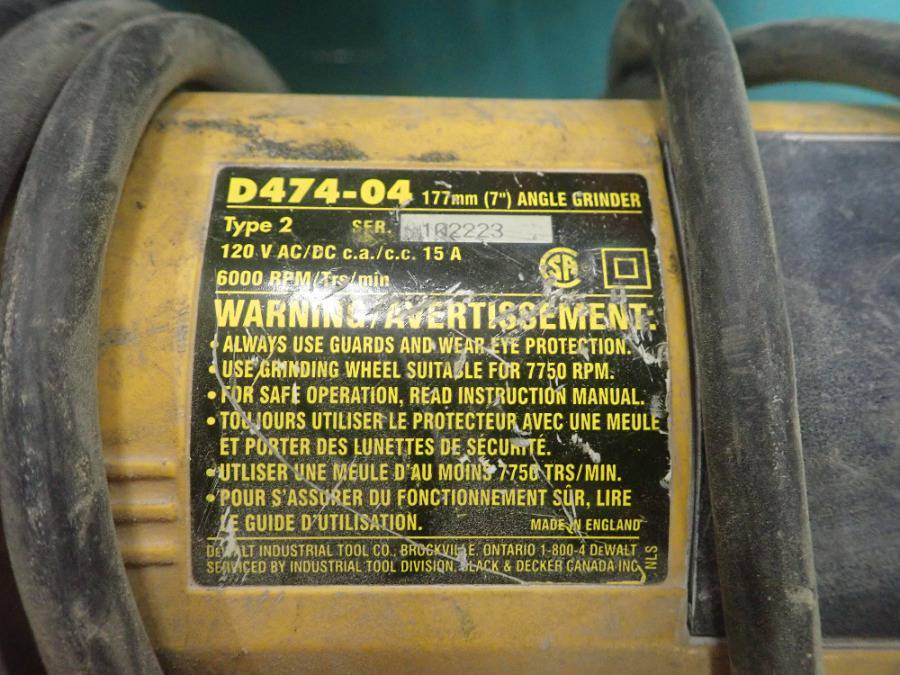 D474-04 177mm (7") ANGLE GRINDER
Type 2 SER. 102223
120 V AC/DC c.a./c.c. 15 A
6000 RPM/Trs/min
WARNING/AVERTISSEMENT:
• ALWAYS USE GUARDS AND WEAR EYE PROTECTION.
• USE GRINDING WHEEL SUITABLE FOR 7750 RPM.
• FOR SAFE OPERATION, READ INSTRUCTION MANUAL.
• TOUJOURS UTILISER LE PROTECTEUR AVEC UNE MEULE
ET PORTER DES LUNETTES DE SÉCURITÉ.
• UTLISER UNE MEULE D'AU MOINS 7750 TRS/MIN.
• POUR S'ASSURER DU FONCTIONNEMENT SÛR, LIRE
LE GUIDE D'UTILISATION. MADE IN ENGLAND
DEWALT INDUSTRIAL TOOL CO., BROCKVILLE, ONTARIO 1-800-4 DEWALT
SERVICED BY INDUSTRIAL TOOL DIVISION, BLACK & DECKER CANADA INC.
NLS